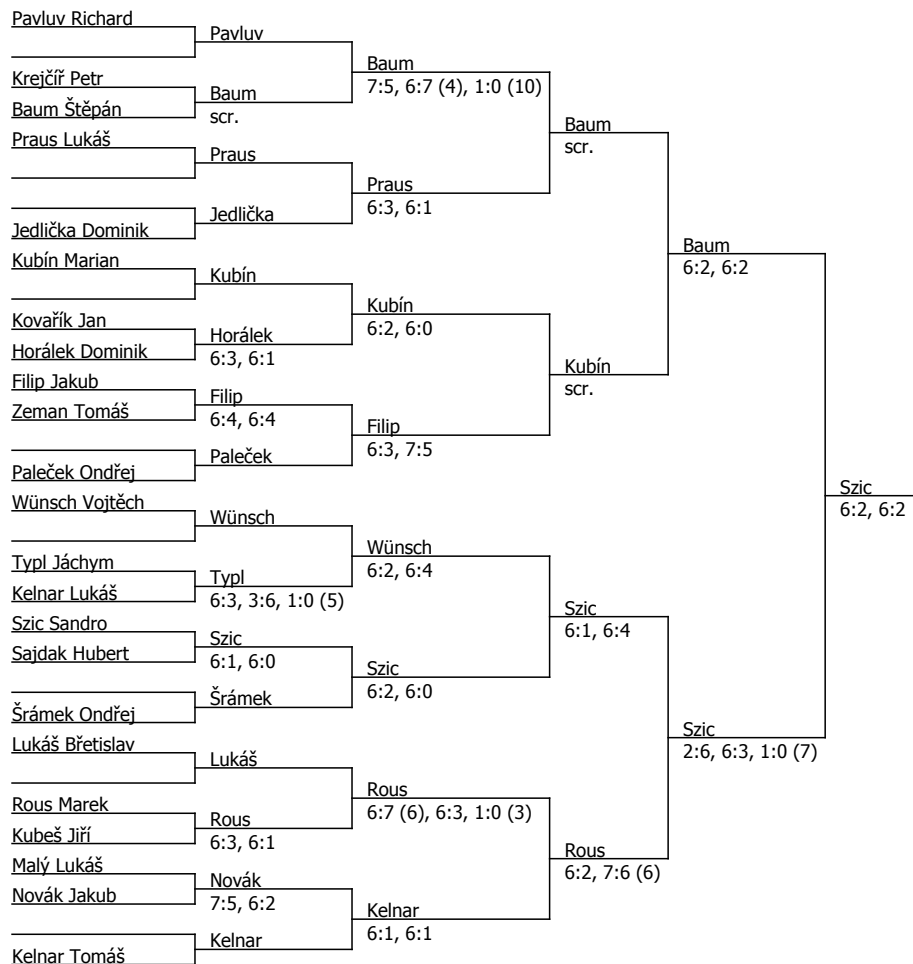 Pavluv Richard
Krejčíř Petr
Baum Štěpán
Praus Lukáš
Jedlička Dominik
Kubín Marian
Kovařík Jan
Horálek Dominik
Filip Jakub
Zeman Tomáš
Paleček Ondřej
Wünsch Vojtěch
Typl Jáchym
Kelnar Lukáš
Szic Sandro
Sajdak Hubert
Šrámek Ondřej
Lukáš Břetislav
Rous Marek
Kubeš Jiří
Malý Lukáš
Novák Jakub
Kelnar Tomáš
Pavluv
Baum
scr.
Praus
Jedlička
Kubín
Horálek
6:3, 6:1
Filip
6:4, 6:4
Paleček
Wünsch
Typl
6:3, 3:6, 1:0 (5)
Szic
6:1, 6:0
Šrámek
Lukáš
Rous
6:3, 6:1
Novák
7:5, 6:2
Kelnar
Baum
7:5, 6:7 (4), 1:0 (10)
Praus
6:3, 6:1
Kubín
6:2, 6:0
Filip
6:3, 7:5
Wünsch
6:2, 6:4
Szic
6:2, 6:0
Rous
6:7 (6), 6:3, 1:0 (3)
Kelnar
6:1, 6:1
Baum
scr.
Kubín
scr.
Szic
6:1, 6:4
Rous
6:2, 7:6 (6)
Baum
6:2, 6:2
Szic
2:6, 6:3, 1:0 (7)
Szic
6:2, 6:2